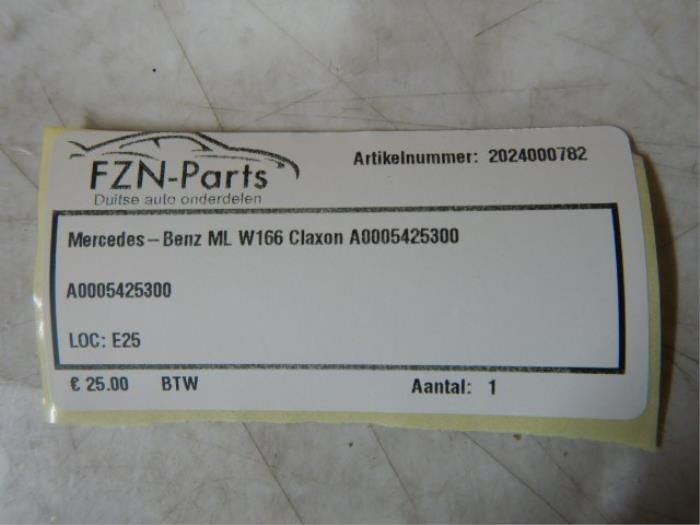 FZN-Parts
Duitse auto onderdelen
Artikelnummer: 2024000782
Mercedes-Benz ML W166 Claxon A0005425300
A0005425300
LOC: E25
€ 25.00 BTW Aantal: 1